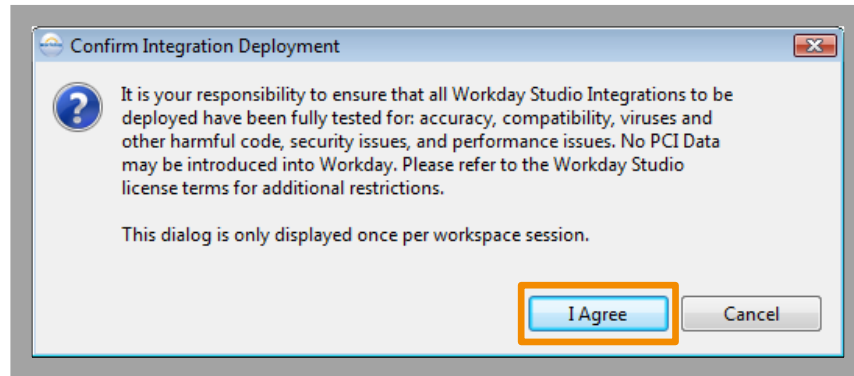 Confirm Integration Deployment
It is your responsibility to ensure that all Workday Studio Integrations to be
deployed have been fully tested for: accuracy, compatibility, viruses and
other harmful code, security issues, and performance issues. No PCI Data
may be introduced into Workday. Please refer to the Workday Studio
license terms for additional restrictions.
This dialog is only displayed once per workspace session.
I Agree
Cancel